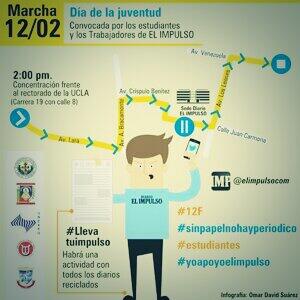 Marcha
12/02
Día de la juventud
Convocada por los estudiantes
y los Trabajadores de EL IMPULSO
2:00 pm.
Concentración frente
al rectorado de la UCLA
(Carrera 19 con calle 8)
Av. Lara
Av. A. Bracamonte
Av. Crispulo Benitez
Sede Diario
EL IMPULSO
Av. Venezuela
Av. Los Leones
Calle Juan Carmona
@elimpulsocom
DIARIO
EL IMPULSO
#Lleva
tuimpulso
Habrá una
actividad con
todos los diarios
reciclados
#12F
#sinpapelnohayperiodico
#estudiantes
#yoapoyoelimpulso
Infografía: Omar David Suárez